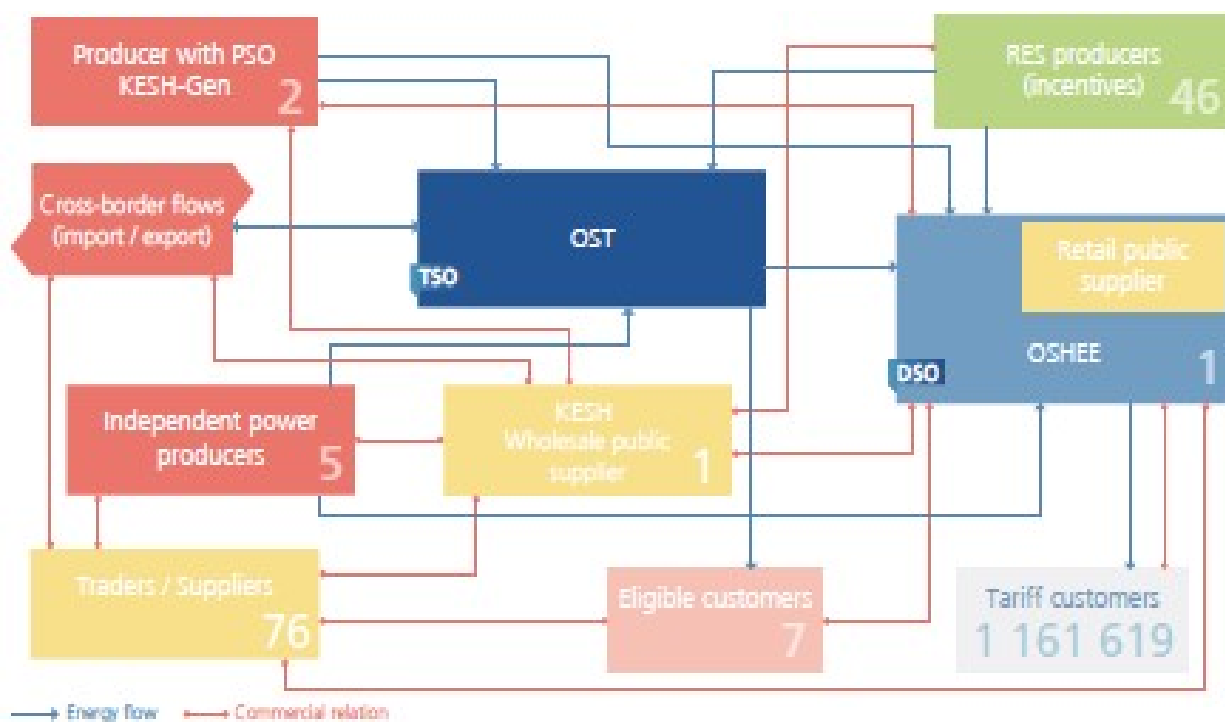 Producer with PSO
KESH-Gen
2
RES producers
(incentives)
46
Cross-border flows
(import / export)
OST
TSO
Retail public
supplier
OSHEE
DSO
1
Independent power
producers
5
KESH
Wholesale public
supplier
1
Traders / Suppliers
76
Eligible customers
7
Tariff customers
1 161 619
Energy flow
Commercial relation